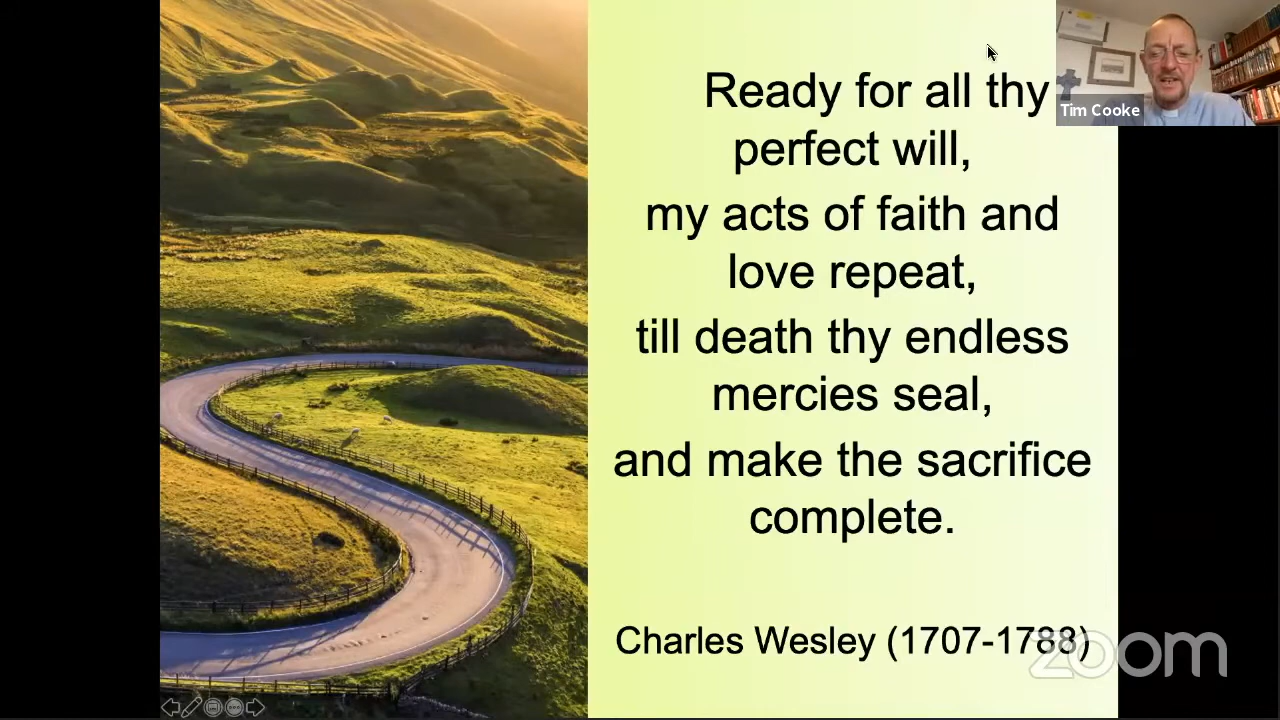 Ready for all thy
perfect will,
my acts of faith and
love repeat,
till death thy endless
mercies seal,
and make the sacrifice
complete.
Charles Wesley (1707-1788)
Tim Cooke
zoom